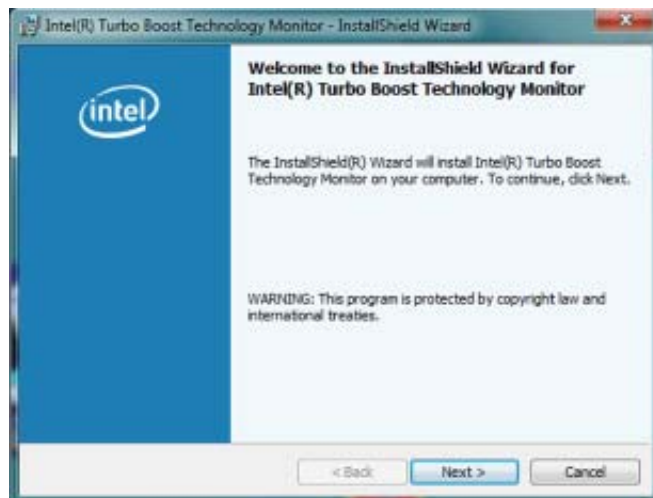 Intel(R) Turbo Boost Technology Monitor - InstallShield Wizard
intel
Welcome to the InstallShield Wizard for
Intel(R) Turbo Boost Technology Monitor
The InstallShield(R) Wizard will install Intel(R) Turbo Boost
Technology Monitor on your computer. To continue, click Next.
WARNING: This program is protected by copyright law and
international treaties.
< Back
Next >
Cancel